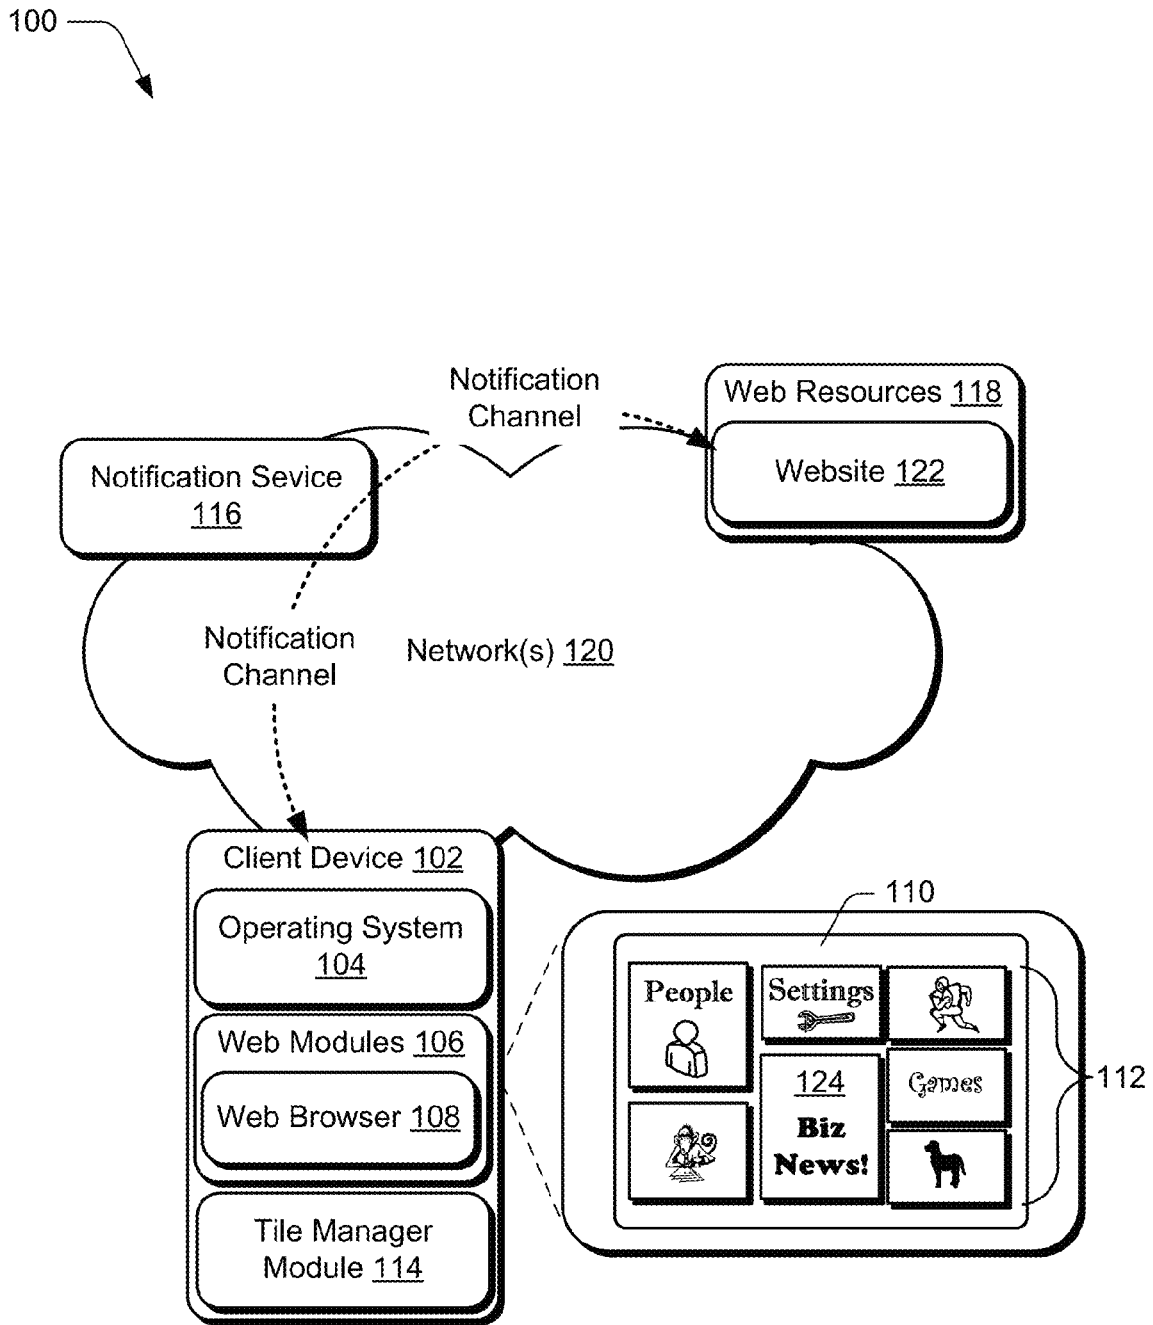 100
Notification
Channel
Web Resources 118
Website 122
Notification Sevice
116
Notification
Channel
Network(s) 120
Client Device 102
Operating System
104
Web Modules 106
Web Browser 108
Tile Manager
Module 114
110
People
Settings
124
Biz
News!
Games
112